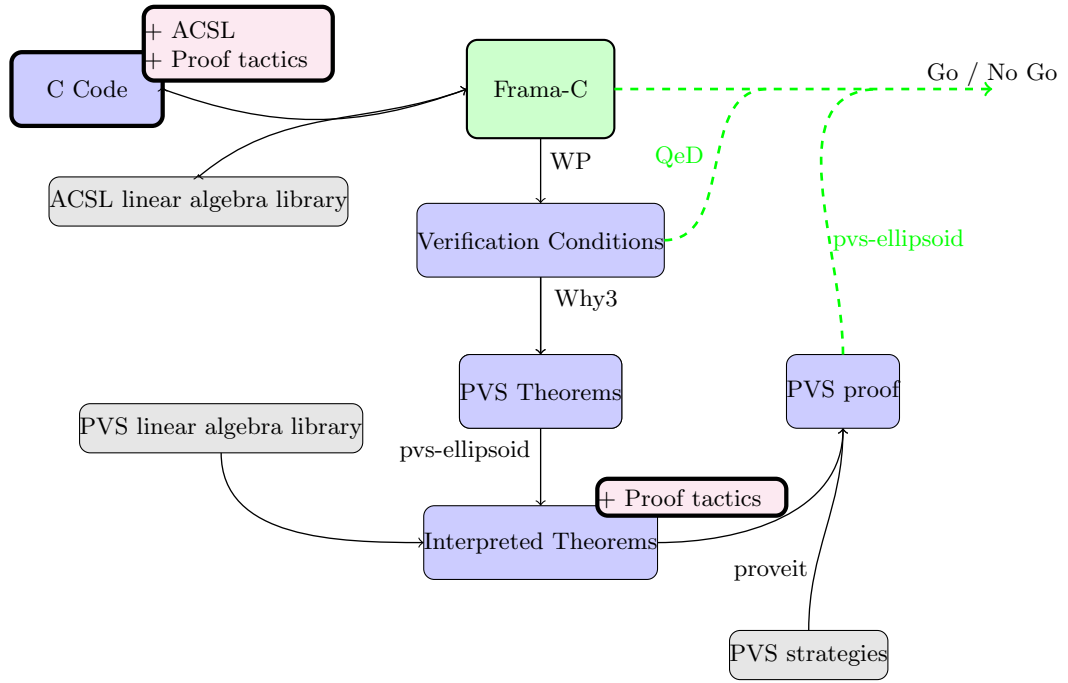 + ACSL
+ Proof tactics
C Code
Frama-C
Go / No Go
WP
QeD
ACSL linear algebra library
Verification Conditions
pvs-ellipsoid
Why3
PVS Theorems
PVS proof
PVS linear algebra library
pvs-ellipsoid
+ Proof tactics
Interpreted Theorems
proveit
PVS strategies